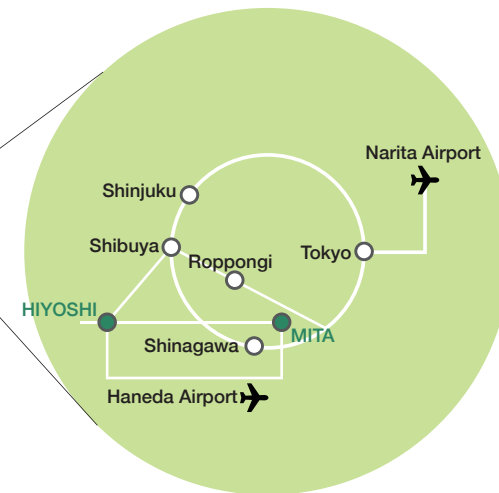 Narita Airport
Shinjuku
Shibuya
Roppongi
Tokyo
HIYOSHI
MITA
Shinagawa
Haneda Airport